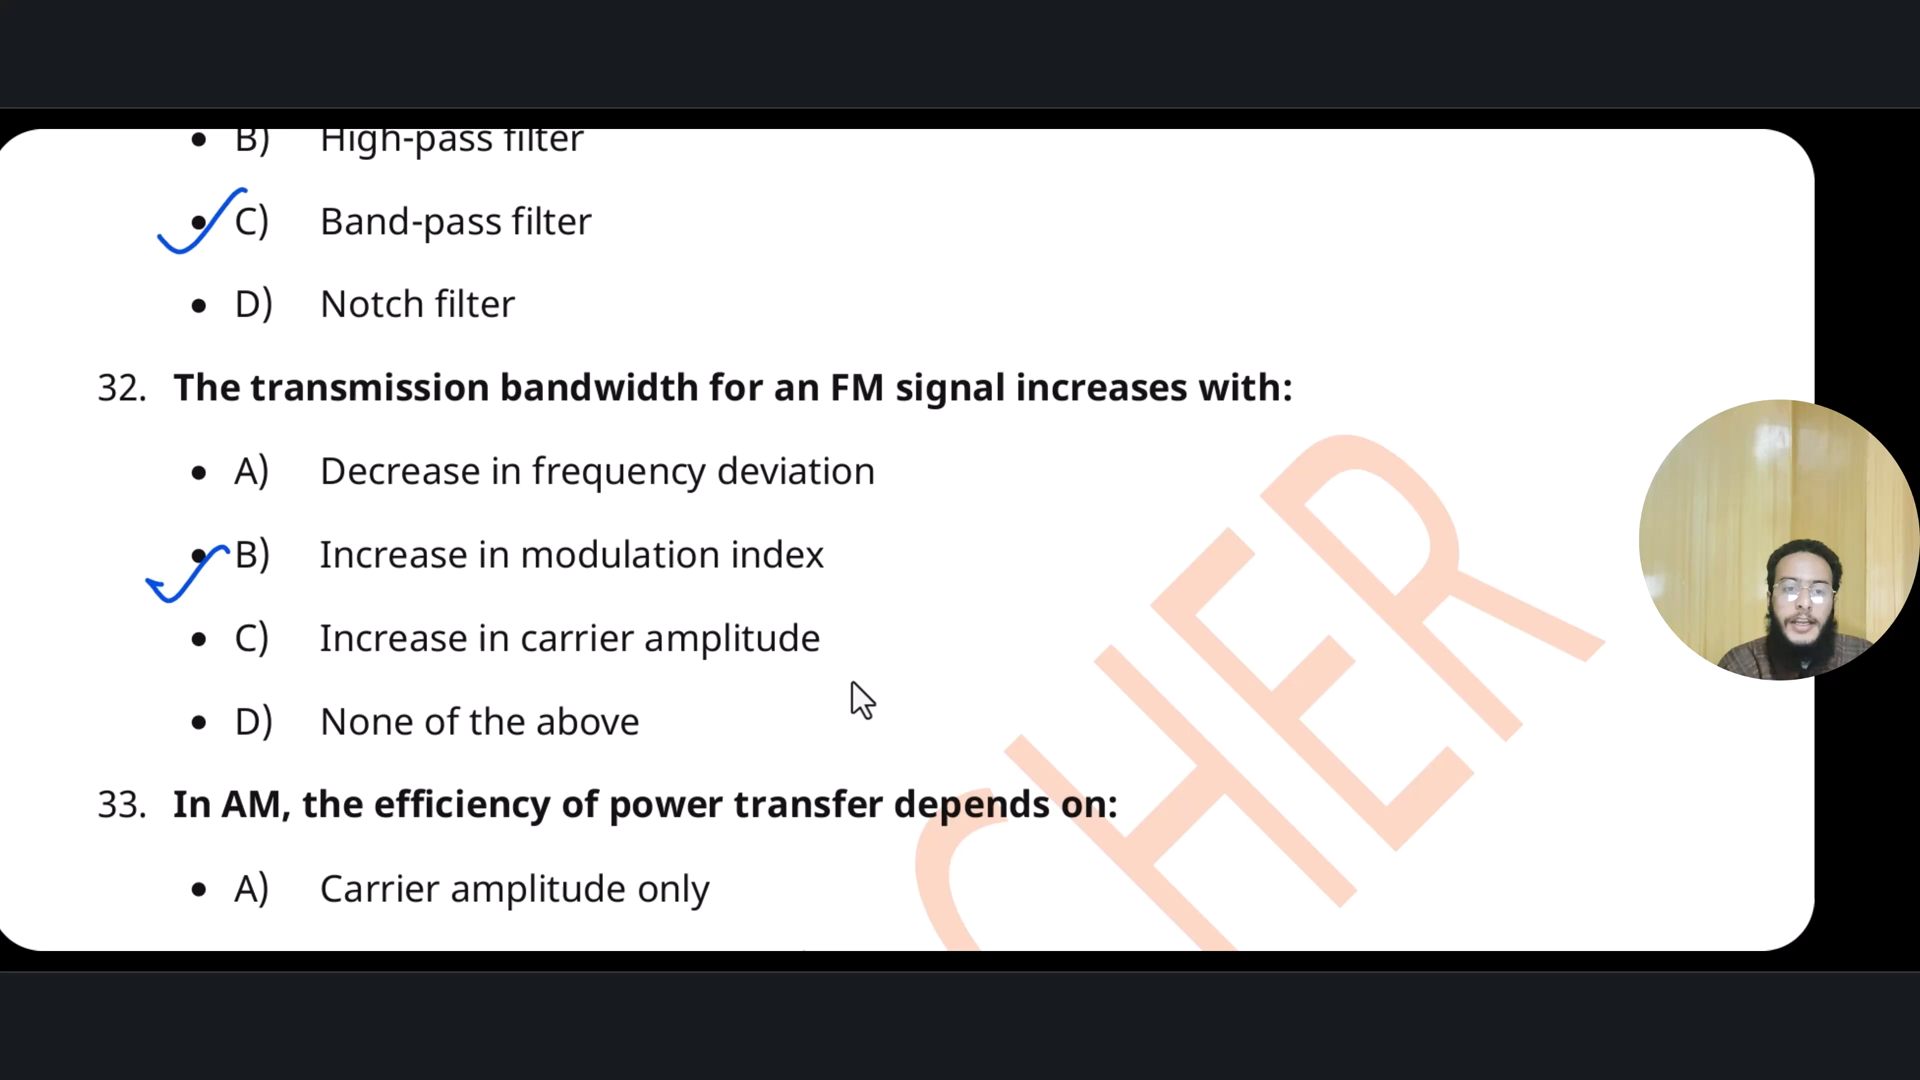 • B) High-pass filter
• C) Band-pass filter
• D) Notch filter
32. The transmission bandwidth for an FM signal increases with:
• A) Decrease in frequency deviation
• B) Increase in modulation index
• C) Increase in carrier amplitude
• D) None of the above
33. In AM, the efficiency of power transfer depends on:
• A) Carrier amplitude only
CHER